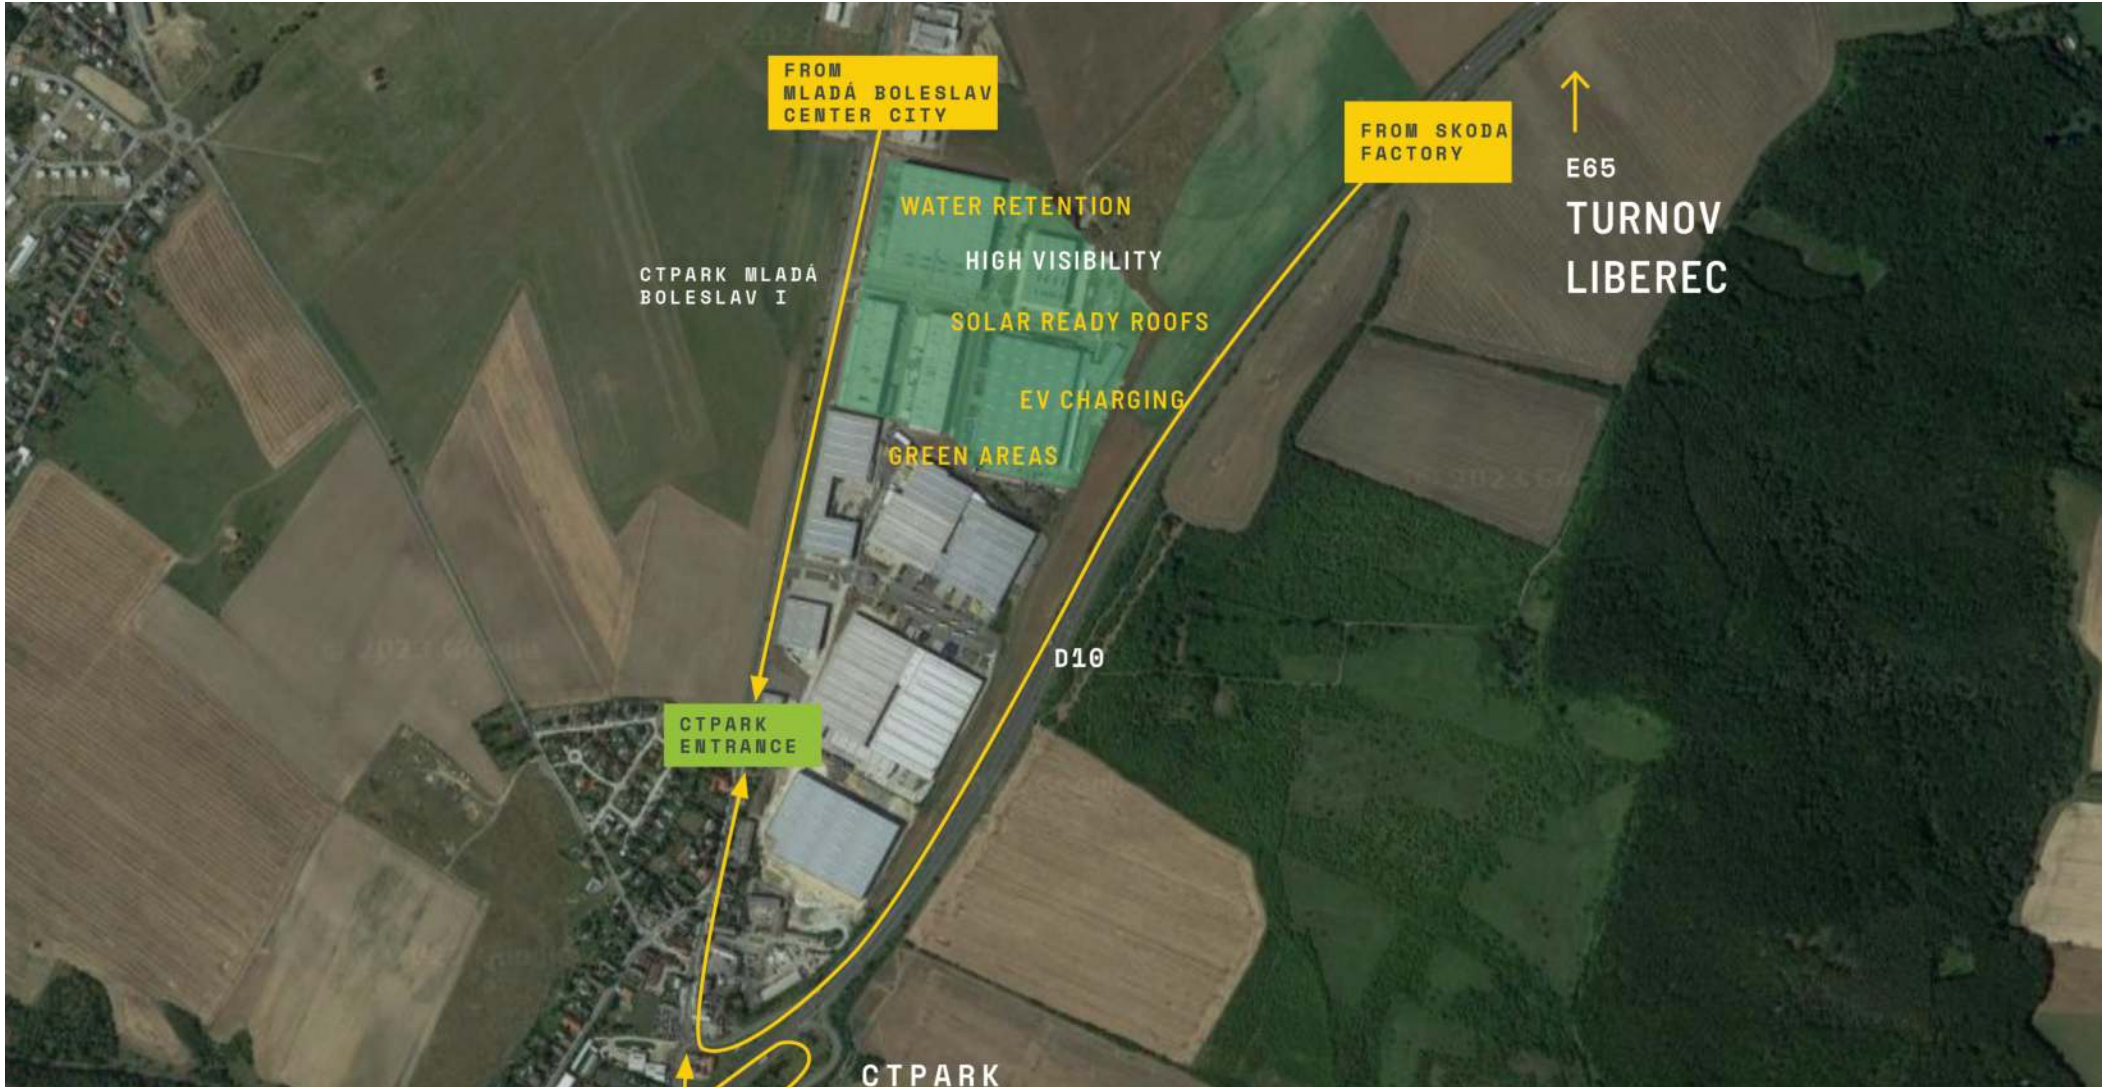 FROM
MLADÁ BOLESLAV
CENTER CITY
FROM SKODA
FACTORY
E65
TURNOV
LIBEREC
WATER RETENTION
HIGH VISIBILITY
CTPARK MLADÁ
BOLESLAV I
SOLAR READY ROOFS
EV CHARGING
GREEN AREAS
D10
CTPARK
ENTRANCE
CTPARK